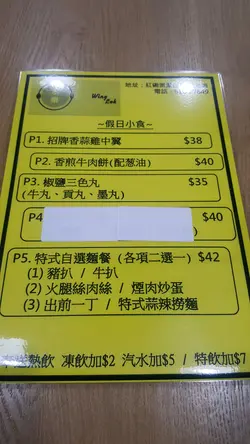 Wing Lok
地址：紅磡
電話：
~假日小食~
P1. 招牌香蒜雞中翼 $38
P2. 香煎牛肉餅(配葱油) $40
P3. 椒鹽三色丸 $35
(牛丸、貢丸、墨丸)
P4 $40
P5. 特式自選麵餐 (各項二選一) $42
(1) 豬扒 / 牛扒
(2) 火腿絲肉絲 / 煙肉炒蛋
(3) 出前一丁 / 特式蒜辣撈麵
送熱飲 凍飲加$2 汽水加$5 / 特飲加$7